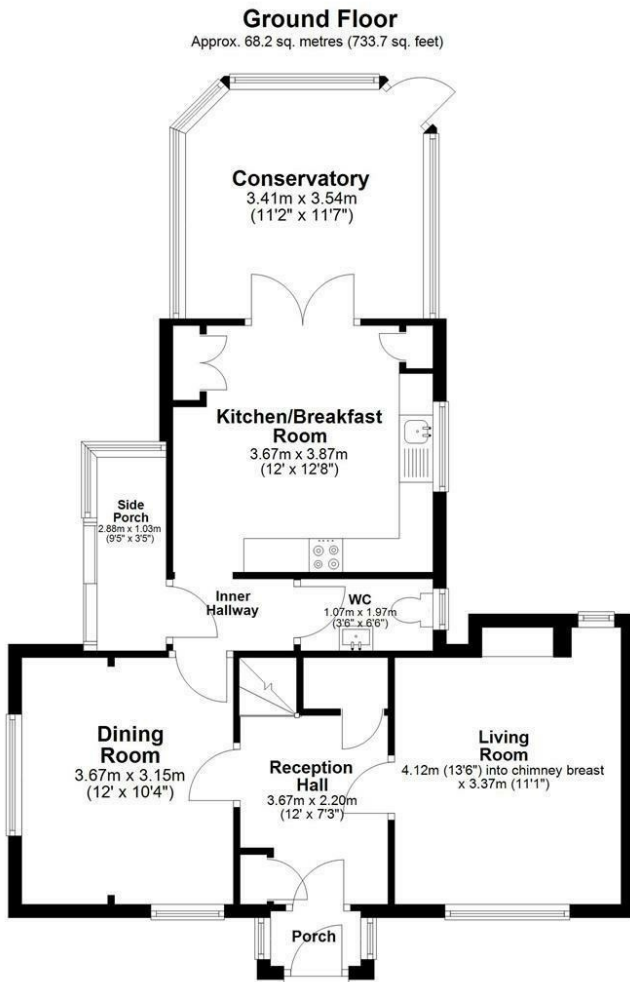 Ground Floor
Approx. 68.2 sq. metres (733.7 sq. feet)
Conservatory
3.41m x 3.54m
(11'2" x 11'7")
Kitchen/Breakfast
Room
3.67m x 3.87m
(12' x 12'8")
Side
Porch
2.88m x 1.03m
(9'5" x 3'5")
Inner
Hallway
WC
1.07m x 1.97m
(3'6" x 6'6")
Dining
Room
3.67m x 3.15m
(12' x 10'4")
Reception
Hall
3.67m x 2.20m
(12' x 7'3")
Living
Room
4.12m (13'6") into chimney breast
x 3.37m (11'1")
Porch